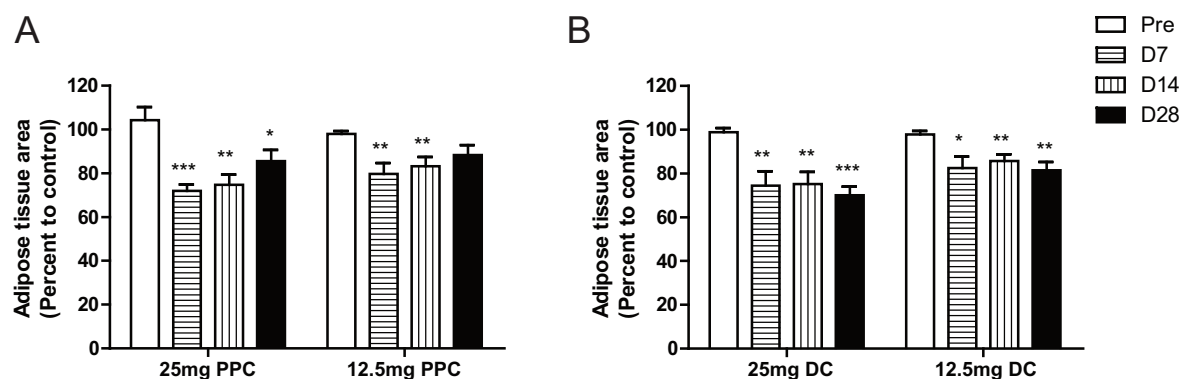 A
Adipose tissue area
(Percent to control)
120
100
80
60
40
20
0
***
**
*
**
**
25mg PPC
12.5mg PPC
B
Adipose tissue area
(Percent to control)
120
100
80
60
40
20
0
**
**
***
*
**
**
25mg DC
12.5mg DC
Pre
D7
D14
D28